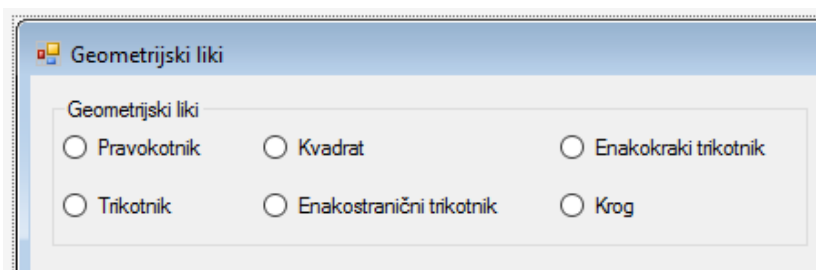 Geometrijski liki
Geometrijski liki
Pravokotnik Kvadrat Enakokraki trikotnik
Trikotnik Enakostranični trikotnik Krog